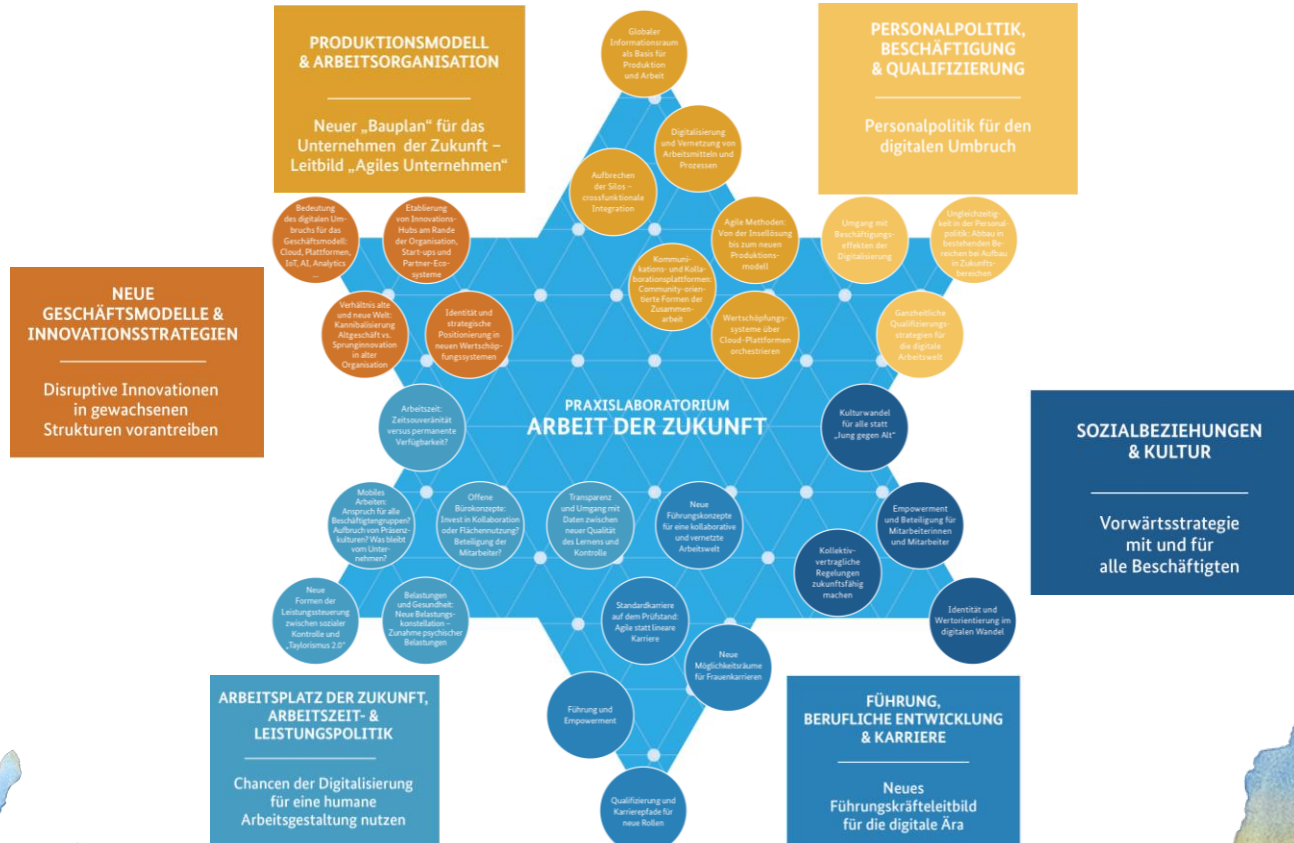 PRODUKTIONSMODELL
& ARBEITSORGANISATION
Neuer „Bauplan“ für das
Unternehmen der Zukunft –
Leitbild „Agiles Unternehmen“
Globaler
Informationsraum
als Basis für
Produktion
und Arbeit
Digitalisierung
und Vernetzung von
Arbeitsmitteln und
Prozessen
Aufbrechen
der Silos –
crossfunktionale
Integration
Agile Methoden:
Von der Insellösung
bis zum neuen
Produktions-
modell
Kommuni-
kations- und Kolla-
borationsplattformen:
Community-orien-
tierte Formen der
Zusammen-
arbeit
Wertschöpfungs-
systeme über
Cloud-Plattformen
orchestrieren
PERSONALPOLITIK,
BESCHÄFTIGUNG
& QUALIFIZIERUNG
Personalpolitik für den
digitalen Umbruch
Umgang mit
Beschäftigungs-
effekten der
Digitalisierung
Ungleichzeitig-
keit in der Personal-
politik: Abbau in
bestehenden Be-
reichen bei Aufbau
in Zukunfts-
bereichen
Ganzheitliche
Qualifizierungs-
strategien für
die digitale
Arbeitswelt
NEUE
GESCHÄFTSMODELLE &
INNOVATIONSSTRATEGIEN
Disruptive Innovationen
in gewachsenen
Strukturen vorantreiben
Bedeutung
des digitalen Um-
bruchs für das
Geschäftsmodell:
Cloud, Plattformen,
IoT, AI, Analytics
...
Etablierung
von Innovations-
Hubs am Rande
der Organisation,
Start-ups und
Partner-Eco-
systeme
Verhältnis alte
und neue Welt:
Kannibalisierung
Altgeschäft vs.
Sprunginnovation
in alter
Organisation
Identität und
strategische
Positionierung in
neuen Wertschöp-
fungssystemen
PRAXISLABORATORIUM
ARBEIT DER ZUKUNFT
Arbeitszeit:
Zeitsouveränität
versus permanente
Verfügbarkeit?
Mobiles
Arbeiten:
Anspruch für alle
Beschäftigtengruppen?
Aufbruch von Präsenz-
kulturen? Was bleibt
vom Unter-
nehmen?
Offene
Bürokonzepte:
Invest in Kollaboration
oder Flächennutzung?
Beteiligung der
Mitarbeiter?
Transparenz
und Umgang mit
Daten zwischen
neuer Qualität
des Lernens und
Kontrolle
Neue
Formen der
Leistungssteuerung
zwischen sozialer
Kontrolle und
„Taylorismus 2.0“
Belastungen
und Gesundheit:
Neue Belastungs-
konstellation –
Zunahme psychischer
Belastungen
ARBEITSPLATZ DER ZUKUNFT,
ARBEITSZEIT- &
LEISTUNGSPOLITIK
Chancen der Digitalisierung
für eine humane
Arbeitsgestaltung nutzen
Neue
Führungskonzepte
für eine kollaborative
und vernetzte
Arbeitswelt
Standardkarriere
auf dem Prüfstand:
Agile statt lineare
Karriere
Neue
Möglichkeitsräume
für Frauenkarrieren
Führung und
Empowerment
Qualifizierung und
Karrierepfade für
neue Rollen
FÜHRUNG,
BERUFLICHE ENTWICKLUNG
& KARRIERE
Neues
Führungskräfteleitbild
für die digitale Ära
Kulturwandel
für alle statt
„Jung gegen Alt“
Empowerment
und Beteiligung für
Mitarbeiterinnen
und Mitarbeiter
Kollektiv-
vertragliche
Regelungen
zukunftsfähig
machen
Identität und
Wertorientierung im
digitalen Wandel
SOZIALBEZIEHUNGEN
& KULTUR
Vorwärtsstrategie
mit und für
alle Beschäftigten